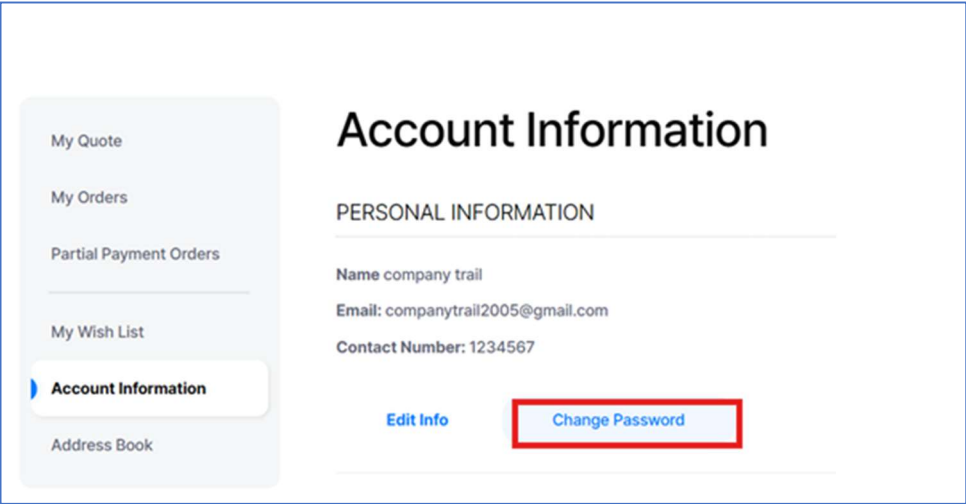 My Quote
My Orders
Partial Payment Orders
My Wish List
Account Information
Address Book
Account Information
PERSONAL INFORMATION
Name company trail
Email: companytrail2005@gmail.com
Contact Number: 1234567
Edit Info
Change Password